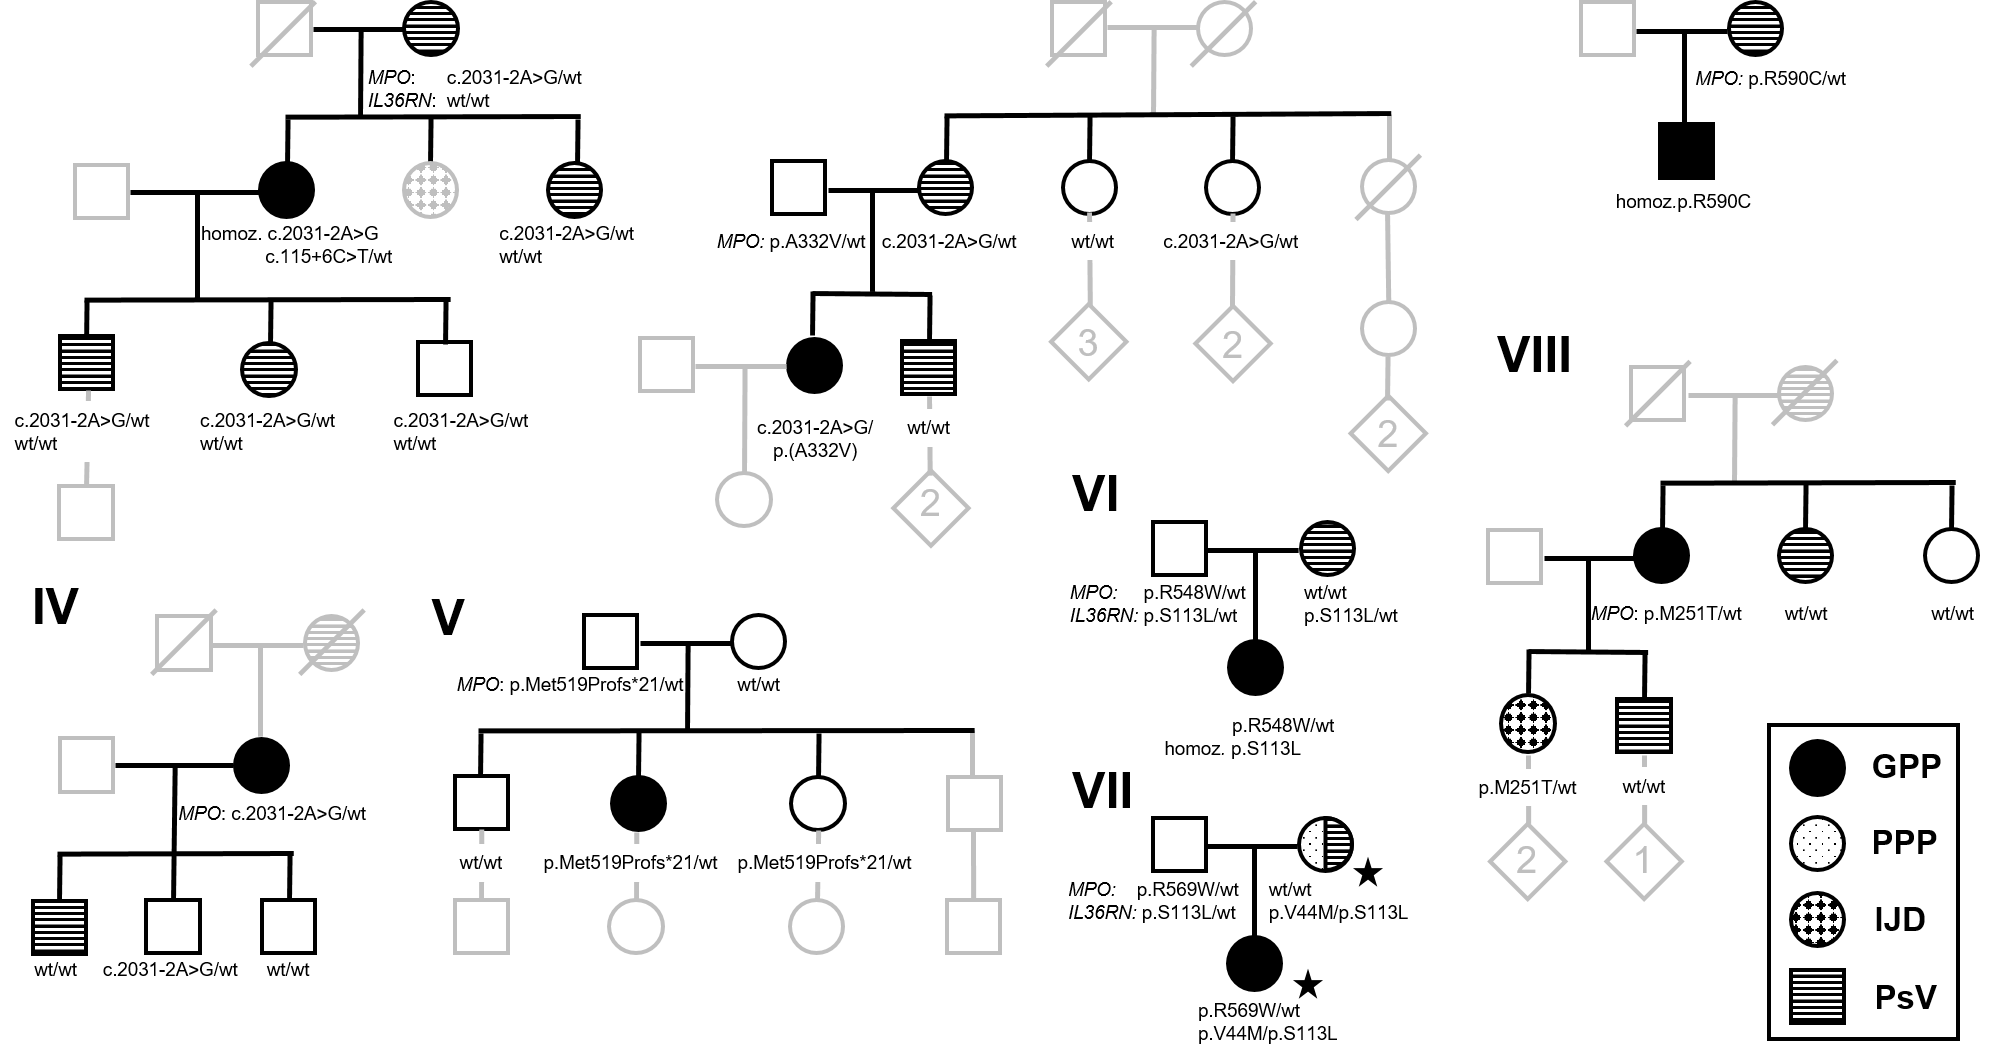 MPO: c.2031-2A>G/wt
IL36RN: wt/wt
homoz. c.2031-2A>G
c.115+6C>T/wt
c.2031-2A>G/wt
wt/wt
c.2031-2A>G/wt
wt/wt
c.2031-2A>G/wt
wt/wt
c.2031-2A>G/wt
wt/wt
MPO: p.A332V/wt
c.2031-2A>G/wt
wt/wt
c.2031-2A>G/wt
3
2
2
c.2031-2A>G/
p.(A332V)
wt/wt
2
MPO: p.R590C/wt
homoz.p.R590C
IV
MPO: c.2031-2A>G/wt
wt/wt
c.2031-2A>G/wt
wt/wt
V
MPO: p.Met519Profs*21/wt
wt/wt
wt/wt
p.Met519Profs*21/wt
p.Met519Profs*21/wt
VI
MPO: p.R548W/wt
IL36RN: p.S113L/wt
wt/wt
p.S113L/wt
p.R548W/wt
homoz. p.S113L
VII
MPO: p.R569W/wt
IL36RN: p.S113L/wt
wt/wt
p.V44M/p.S113L
p.R569W/wt
p.V44M/p.S113L
VIII
MPO: p.M251T/wt
wt/wt
wt/wt
p.M251T/wt
wt/wt
2
1
GPP
PPP
IJD
PsV